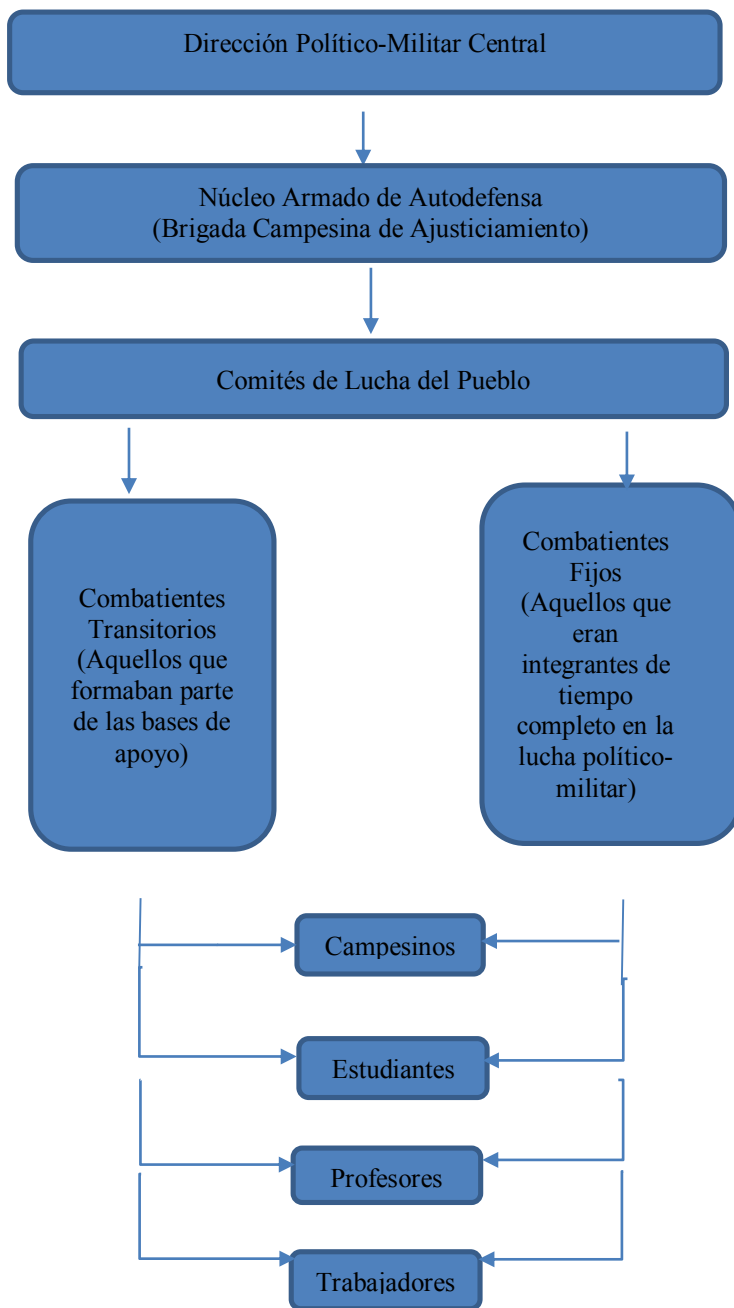 Dirección Político-Militar Central
Núcleo Armado de Autodefensa
(Brigada Campesina de Ajusticiamiento)
Comités de Lucha del Pueblo
Combatientes
Transitorios
(Aquellos que
formaban parte
de las bases de
apoyo)
Combatientes
Fijos
(Aquellos que
eran
integrantes de
tiempo
completo en la
lucha político-
militar)
Campesinos
Estudiantes
Profesores
Trabajadores